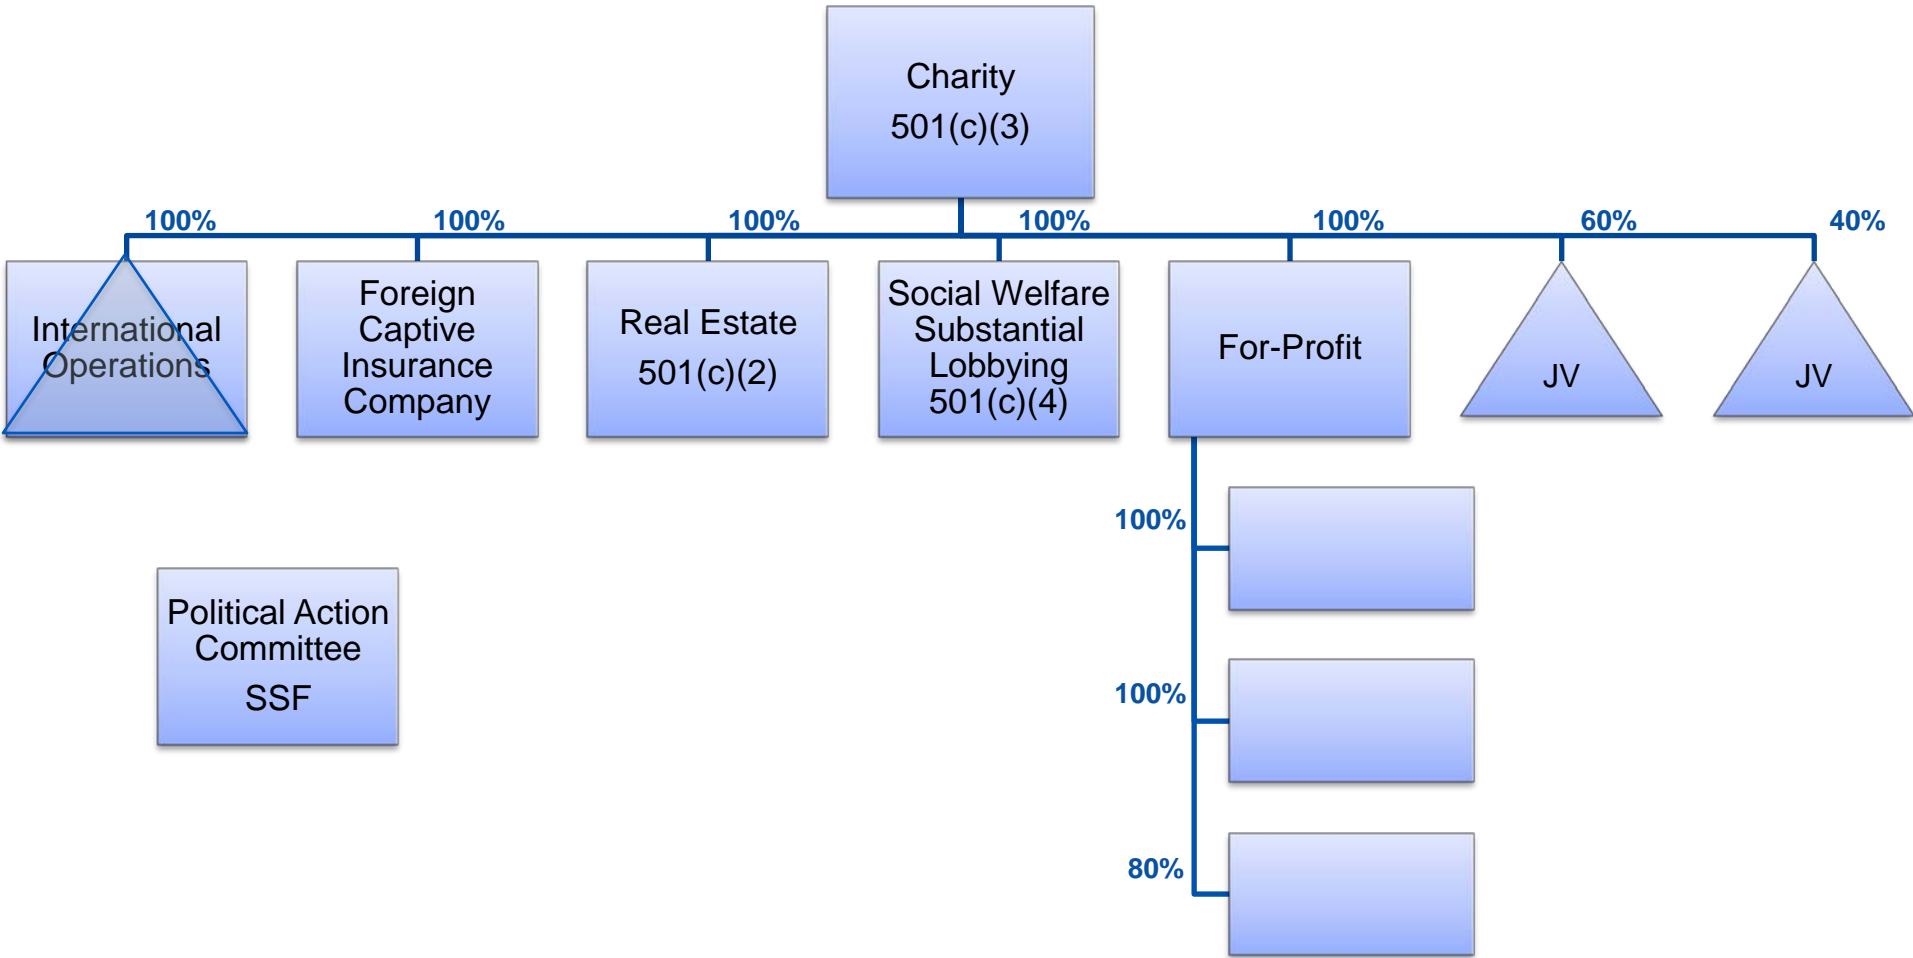 Charity
501(c)(3)
100%
100%
100%
100%
100%
60%
40%
International
Operations
Foreign
Captive
Insurance
Company
Real Estate
501(c)(2)
Social Welfare
Substantial
Lobbying
501(c)(4)
For-Profit
JV
JV
100%
Political Action
Committee
SSF
100%
80%